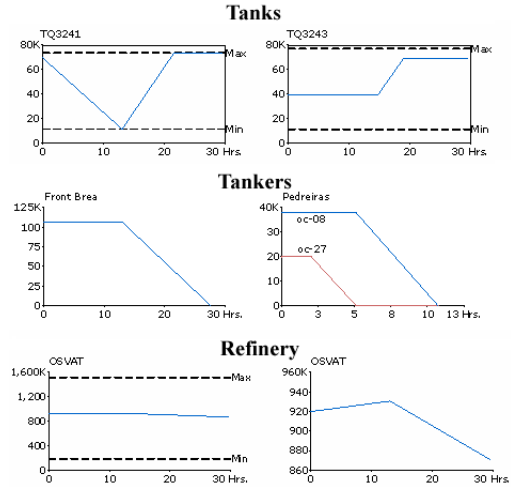 Tanks
TQ3241
80K
60
40
20
0
Max
Min
0 10 20 30 Hrs.
TQ3243
80K
60
40
20
0
Max
Min
0 10 20 30 Hrs.
Tankers
Front Brea
125K
100
75
50
25
0
0 10 20 30 Hrs.
Pedreiras
40K
30
20
10
0
oc-08
oc-27
0 3 5 8 10 13 Hrs.
Refinery
OSVAT
1,600K
1,200
800
400
0
Max
Min
0 10 20 30 Hrs.
OSVAT
960K
940
920
900
880
860
0 10 20 30 Hrs.